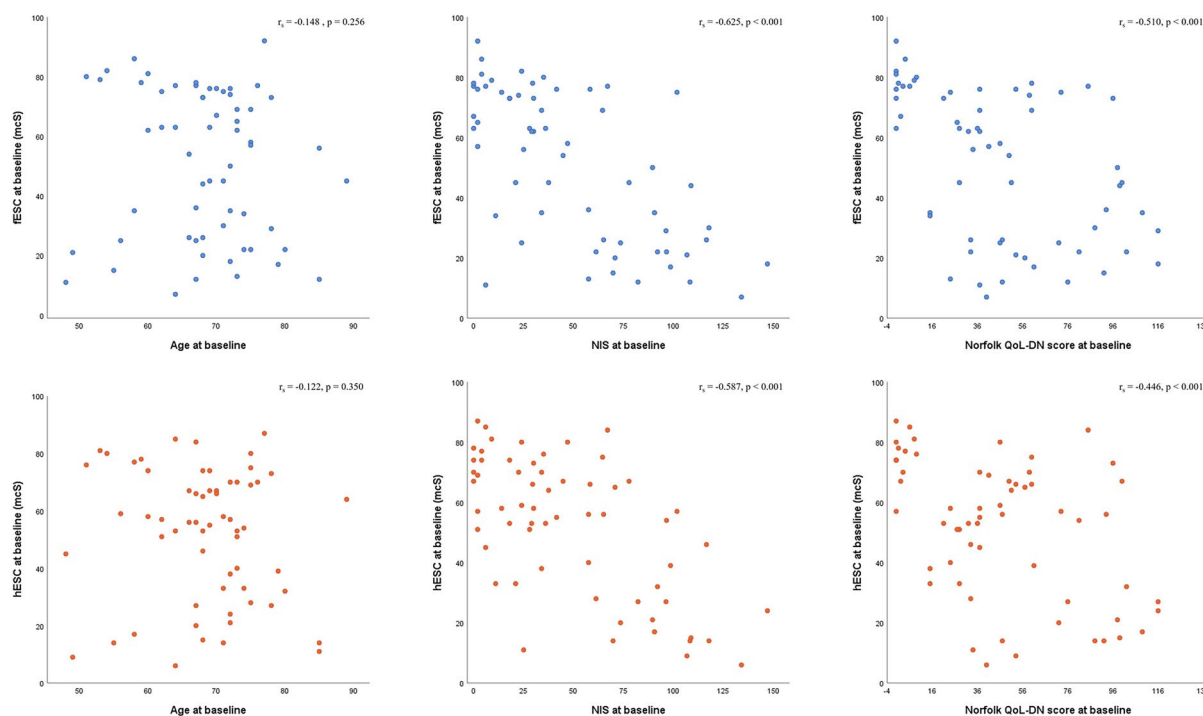 r_s = -0.148 , p = 0.256
fESC at baseline (mcS)
100
80
60
40
20
0
50 60 70 80 90
Age at baseline
r_s = -0.625, p < 0.001
fESC at baseline (mcS)
100
80
60
40
20
0
0 25 50 75 100 125 150
NIS at baseline
r_s = -0.510, p < 0.001
fESC at baseline (mcS)
100
80
60
40
20
0
-4 16 36 56 76 96 116
Norfolk QoL-DN score at baseline
r_s = -0.122, p = 0.350
hESC at baseline (mcS)
100
80
60
40
20
0
50 60 70 80 90
Age at baseline
r_s = -0.587, p < 0.001
hESC at baseline (mcS)
100
80
60
40
20
0
0 25 50 75 100 125 150
NIS at baseline
r_s = -0.446, p < 0.001
hESC at baseline (mcS)
100
80
60
40
20
0
-4 16 36 56 76 96 116
Norfolk QoL-DN score at baseline